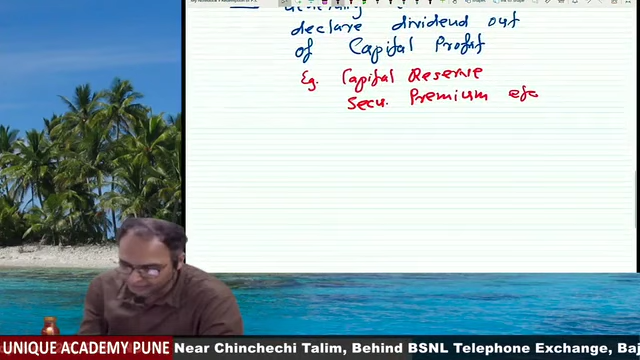 declare dividend out
of Capital Profit
Eg. Capital Reserve
Secu. Premium etc
UNIQUE ACADEMY PUNE Near Chinchechi Talim, Behind BSNL Telephone Exchange, Baj